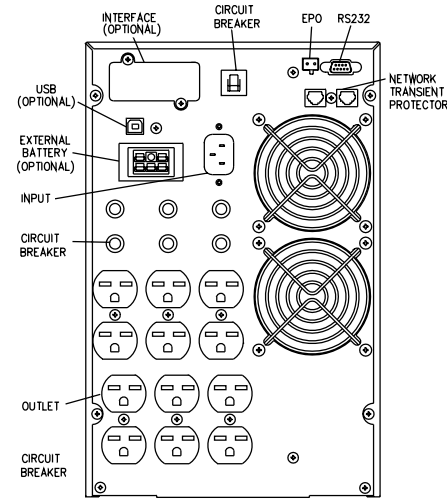 INTERFACE
(OPTIONAL)
CIRCUIT
BREAKER
EPO
RS232
NETWORK
TRANSIENT
PROTECTOR
USB
(OPTIONAL)
EXTERNAL
BATTERY
(OPTIONAL)
INPUT
CIRCUIT
BREAKER
OUTLET
CIRCUIT
BREAKER